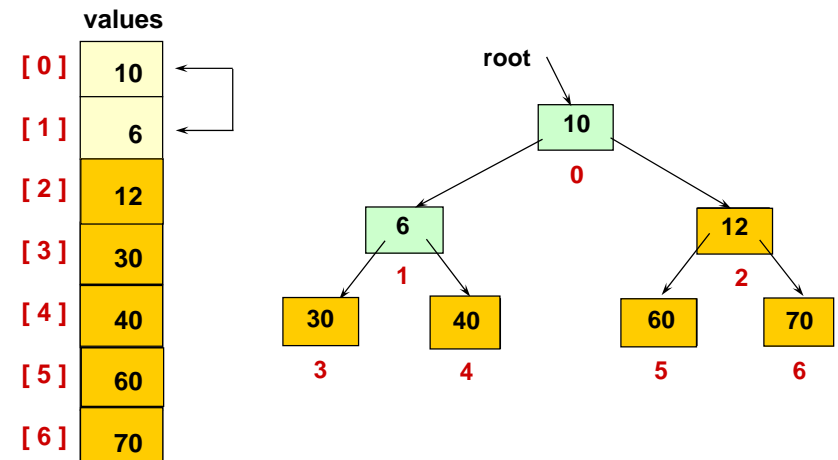 values
[ 0 ] 10
[ 1 ] 6
[ 2 ] 12
[ 3 ] 30
[ 4 ] 40
[ 5 ] 60
[ 6 ] 70
root
10
0
6 12
1 2
30 40 60 70
3 4 5 6